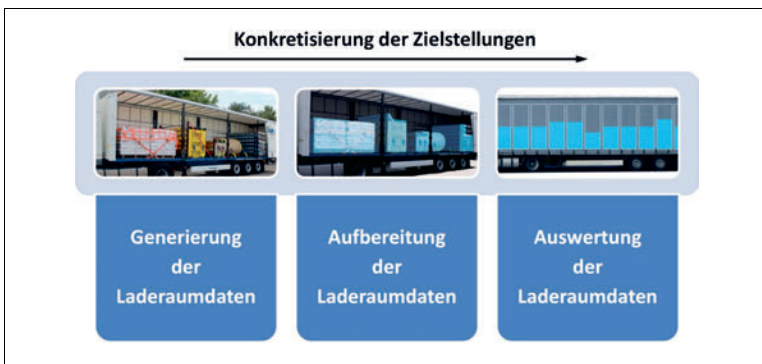 Konkretisierung der Zielstellungen
Generierung
der
Laderaumdaten
Aufbereitung
der
Laderaumdaten
Auswertung
der
Laderaumdaten